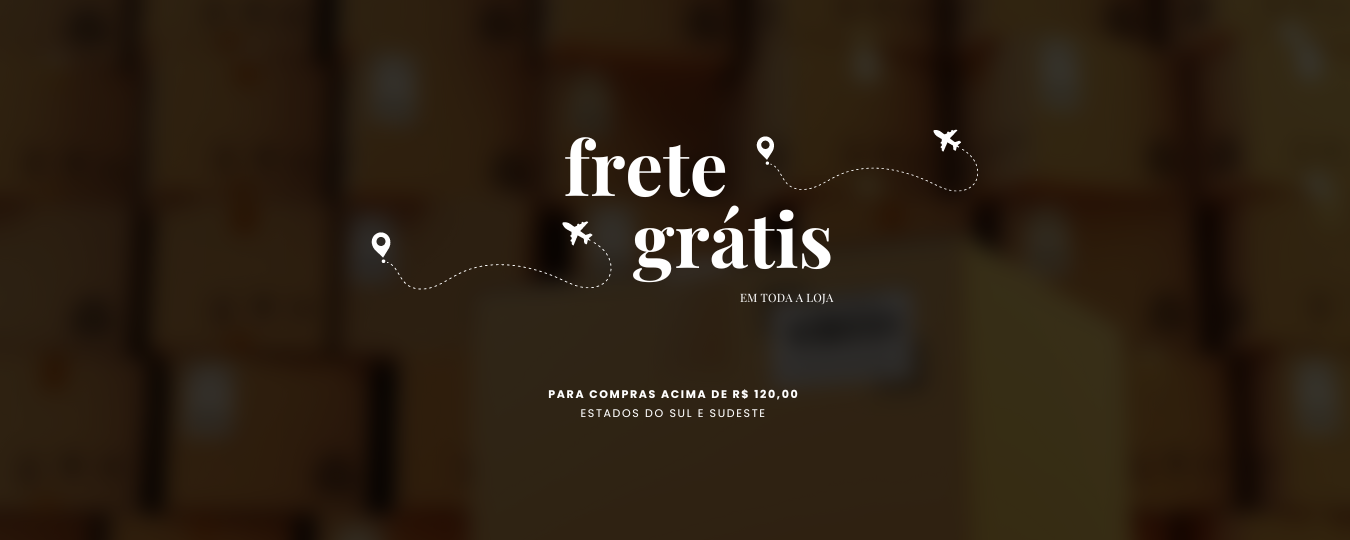 frete
grátis
EM TODA A LOJA
PARA COMPRAS ACIMA DE R$ 120,00
ESTADOS DO SUL E SUDESTE